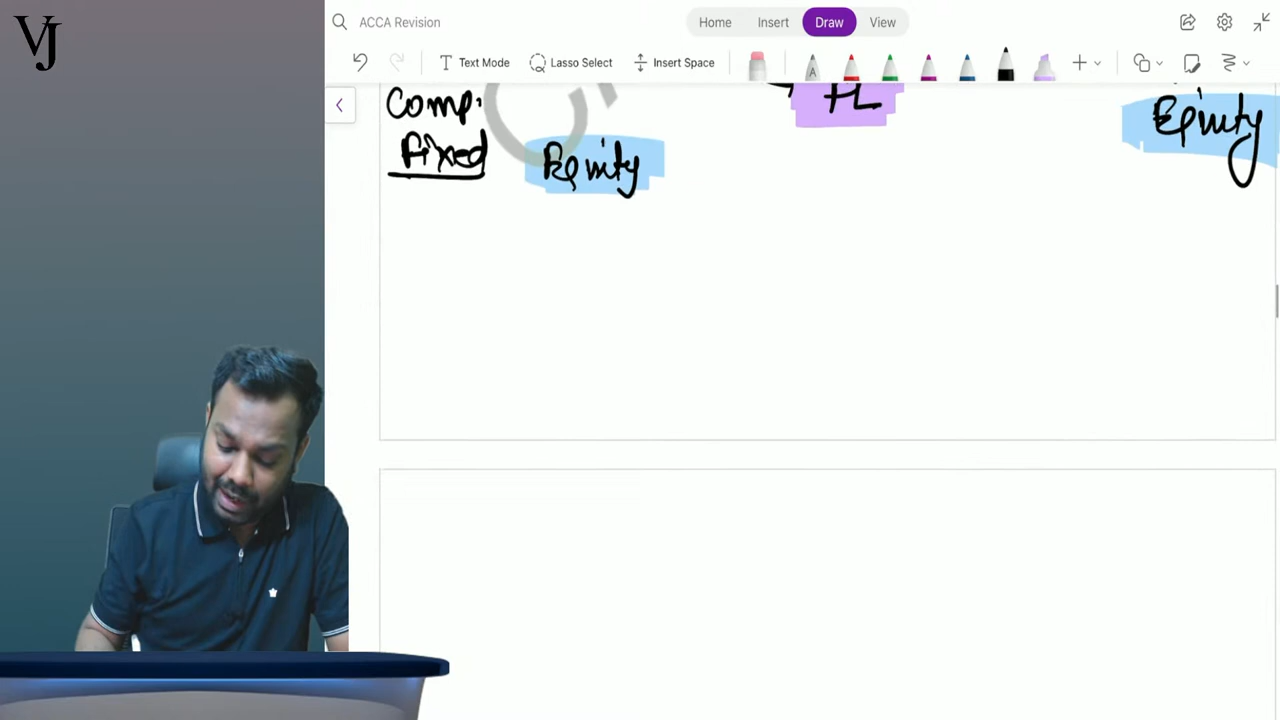 VJ
ACCA Revision
Home Insert Draw View
Text Mode Lasso Select Insert Space
Comp.
Fixed
Equity
FL
Equity